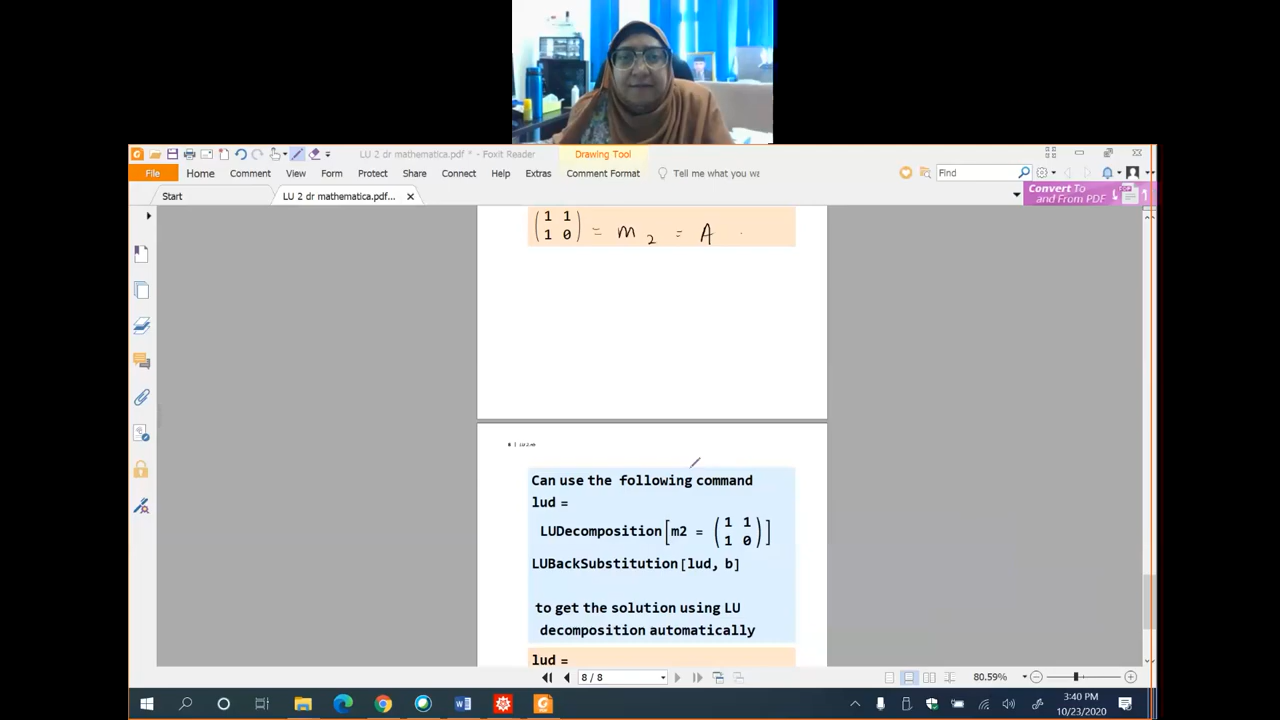 LU 2 dr mathematica.pdf * - Foxit Reader
Drawing Tool
File Home Comment View Form Protect Share Connect Help Extras Comment Format Tell me what you wa Find
Start LU 2 dr mathematica.pdf... Convert To
and From PDF
1 1
1 0 = m 2 = A
Can use the following command
lud =
LUDecomposition[m2 = (1 1
1 0)]
LUBackSubstitution[lud, b]
to get the solution using LU
decomposition automatically
lud =
8 / 8 80.59%
3:40 PM
10/23/2020